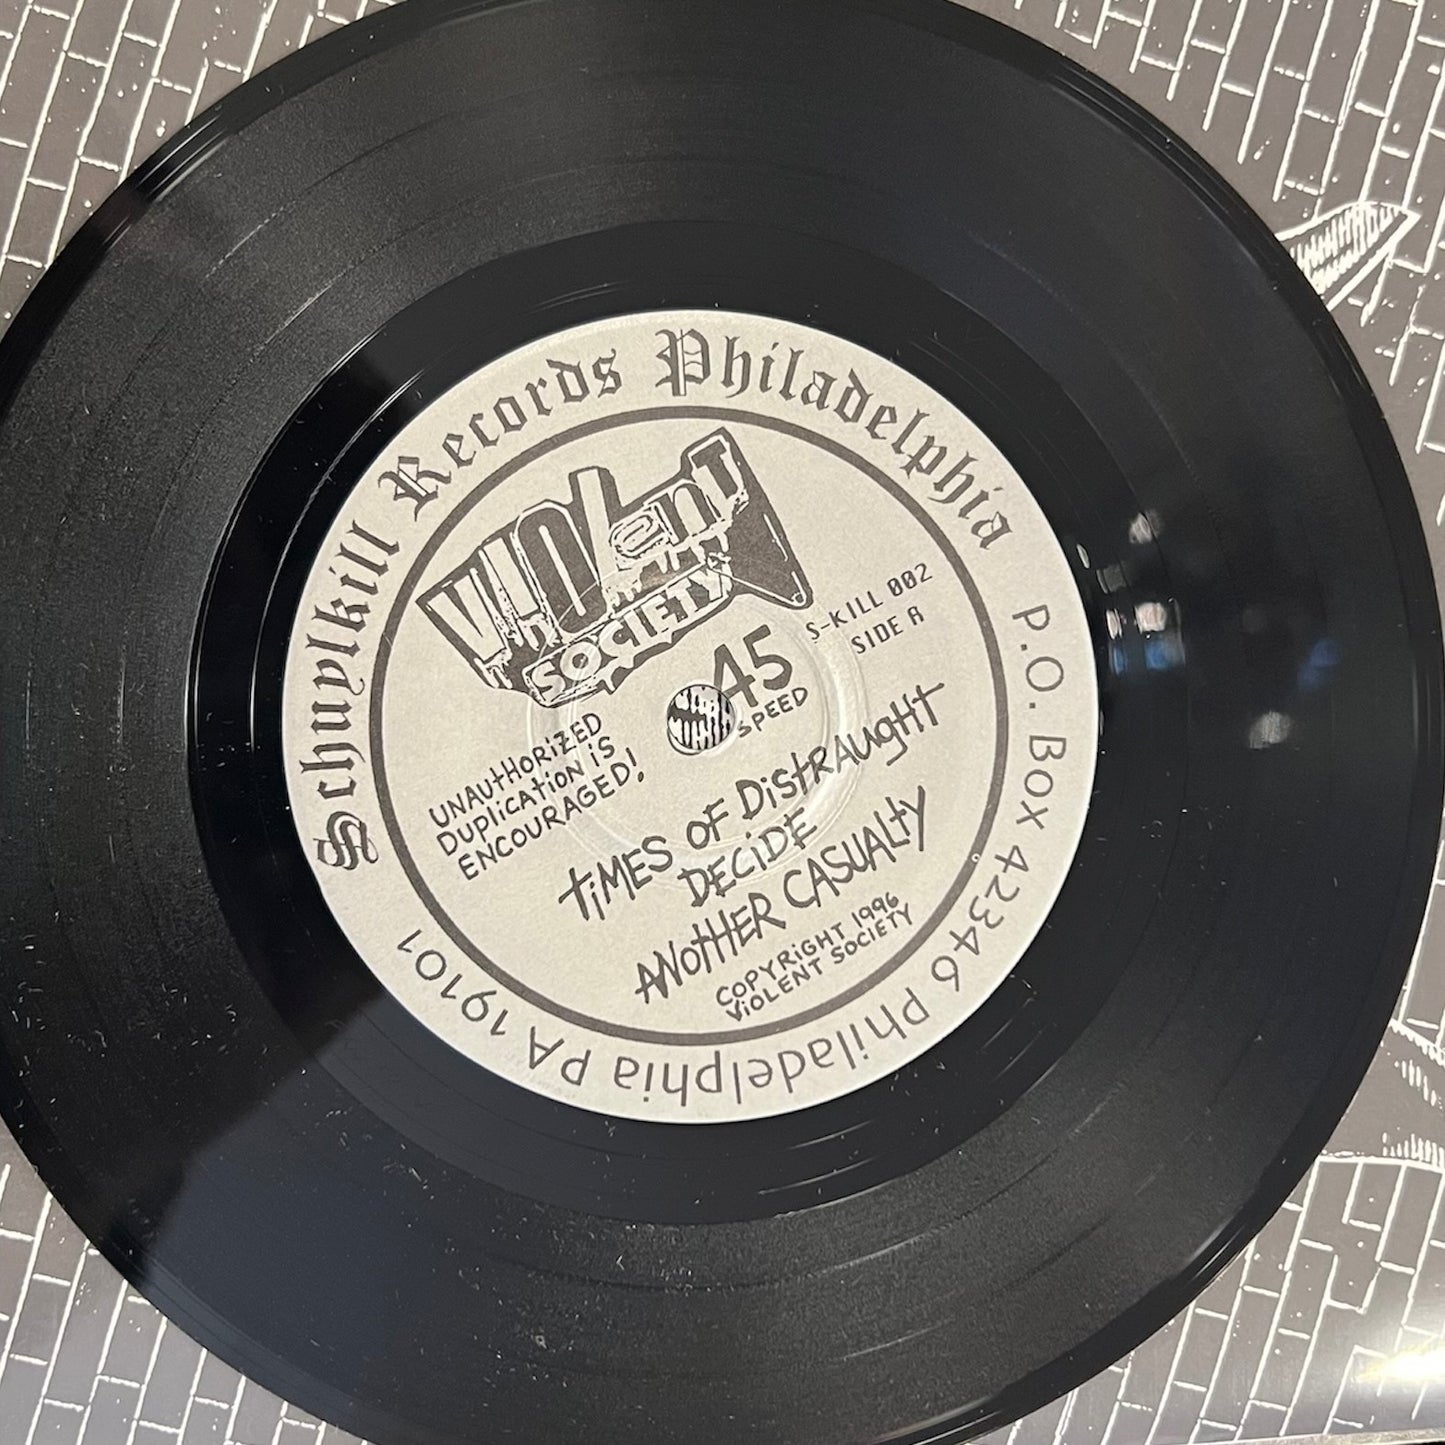 Schuylkill Records Philadelphia
P.O. Box 42346 Philadelphia PA 19101
VIOLENT
SOCIETY
S-KILL 002
SIDE A
45
SPEED
UNAUTHORIZED
DUPLICATION IS
ENCOURAGED!
TIMES OF DISTRAUGHT
DECIDE
ANOTHER CASUALTY
COPYRIGHT 1996
VIOLENT SOCIETY